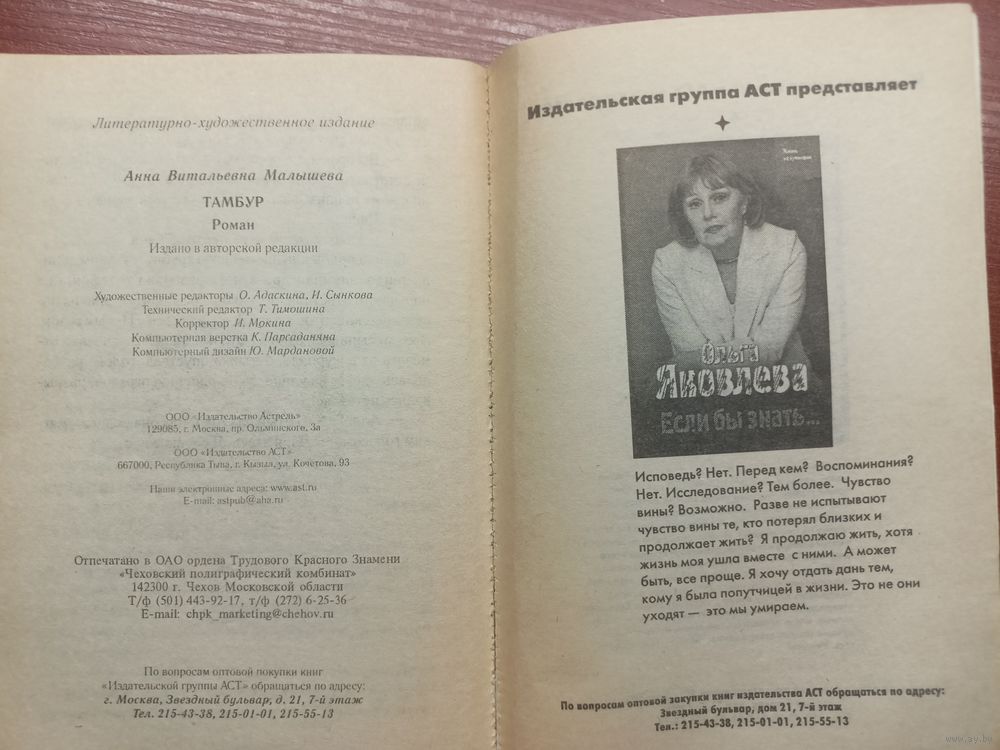 Литературно-художественное издание
Анна Витальевна Малышева
ТАМБУР
Роман
Издано в авторской редакции
Художественные редакторы О. Адаскина, И. Сынкова
Технический редактор Т. Тимошина
Корректор И. Мокина
Компьютерная верстка К. Парсаданяна
Компьютерный дизайн Ю. Мардановой
ООО «Издательство Астрель»
129085, г. Москва, пр. Ольминского, 3а
ООО «Издательство АСТ»
667000, Республика Тыва, г. Кызыл, ул. Кочетова, 93
Наши электронные адреса: www.ast.ru
E-mail: astpub@aha.ru
Отпечатано в ОАО ордена Трудового Красного Знамени
«Чеховский полиграфический комбинат»
142300 г. Чехов Московской области
Т/ф (501) 443-92-17, т/ф (272) 6-25-36
E-mail: chpk_marketing@chehov.ru
По вопросам оптовой покупки книг
«Издательской группы АСТ» обращаться по адресу:
г. Москва, Звездный бульвар, д. 21, 7-й этаж
Тел. 215-43-38, 215-01-01, 215-55-13
Издательская группа АСТ представляет
Ольга
Яковлева
Если бы знать...
Исповедь? Нет. Перед кем? Воспоминания?
Нет. Исследование? Тем более. Чувство
вины? Возможно. Разве не испытывают
чувство вины те, кто потерял близких и
продолжает жить? Я продолжаю жить, хотя
жизнь моя ушла вместе с ними. А может
быть, все проще. Я хочу отдать дань тем,
кому я была попутчицей в жизни. Это не они
уходят — это мы умираем.
По вопросам оптовой закупки книг издательства АСТ обращаться по адресу:
Звездный бульвар, дом 21, 7-й этаж
Тел.: 215-43-38, 215-01-01, 215-55-13
www.ay.by